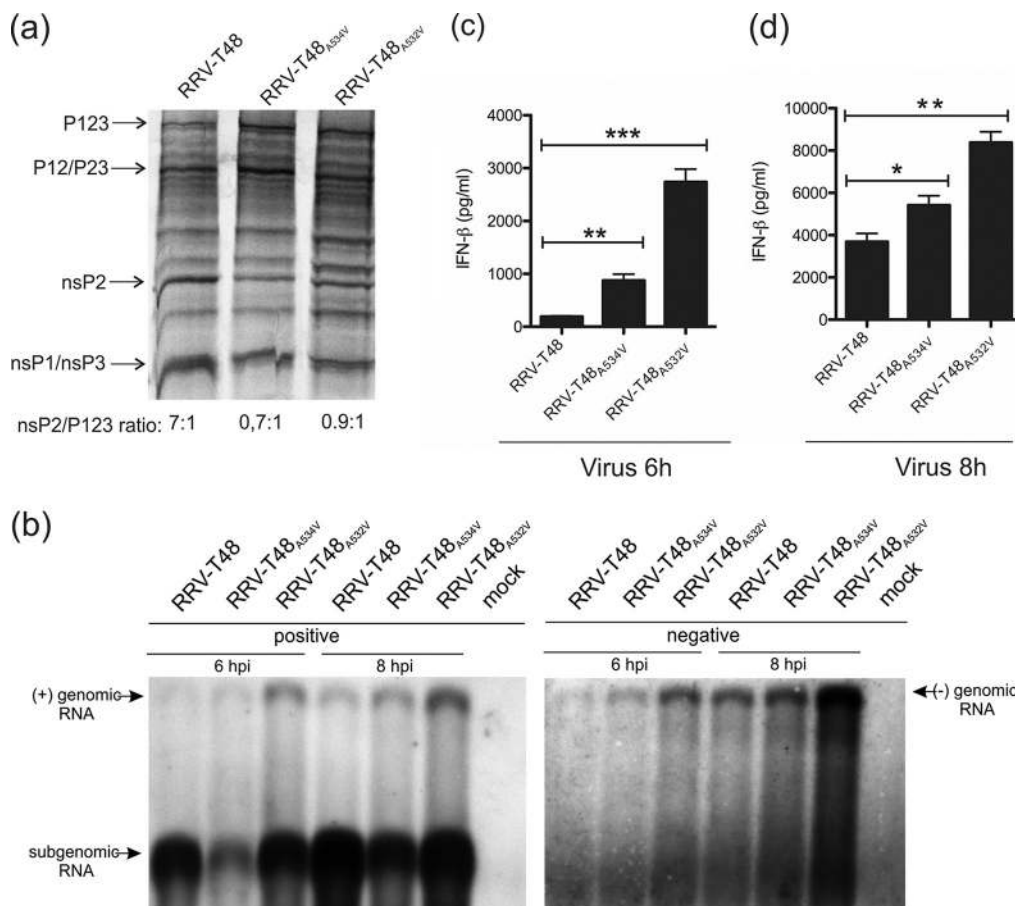 (a)
RRV-T48
RRV-T48A534V
RRV-T48A532V
P123
P12/P23
nsP2
nsP1/nsP3
nsP2/P123 ratio: 7:1 0,7:1 0.9:1
(c)
IFN-β (pg/ml)
4000
3000
2000
1000
0
***
**
RRV-T48
RRV-T48A534V
RRV-T48A532V
Virus 6h
(d)
IFN-β (pg/ml)
10000
8000
6000
4000
2000
0
**
*
RRV-T48
RRV-T48A534V
RRV-T48A532V
Virus 8h
(b)
RRV-T48
RRV-T48A534V
RRV-T48A532V
RRV-T48
RRV-T48A534V
RRV-T48A532V
mock
positive
6 hpi
8 hpi
(+) genomic
RNA
subgenomic
RNA
RRV-T48
RRV-T48A534V
RRV-T48A532V
RRV-T48
RRV-T48A534V
RRV-T48A532V
mock
negative
6 hpi
8 hpi
(-) genomic
RNA